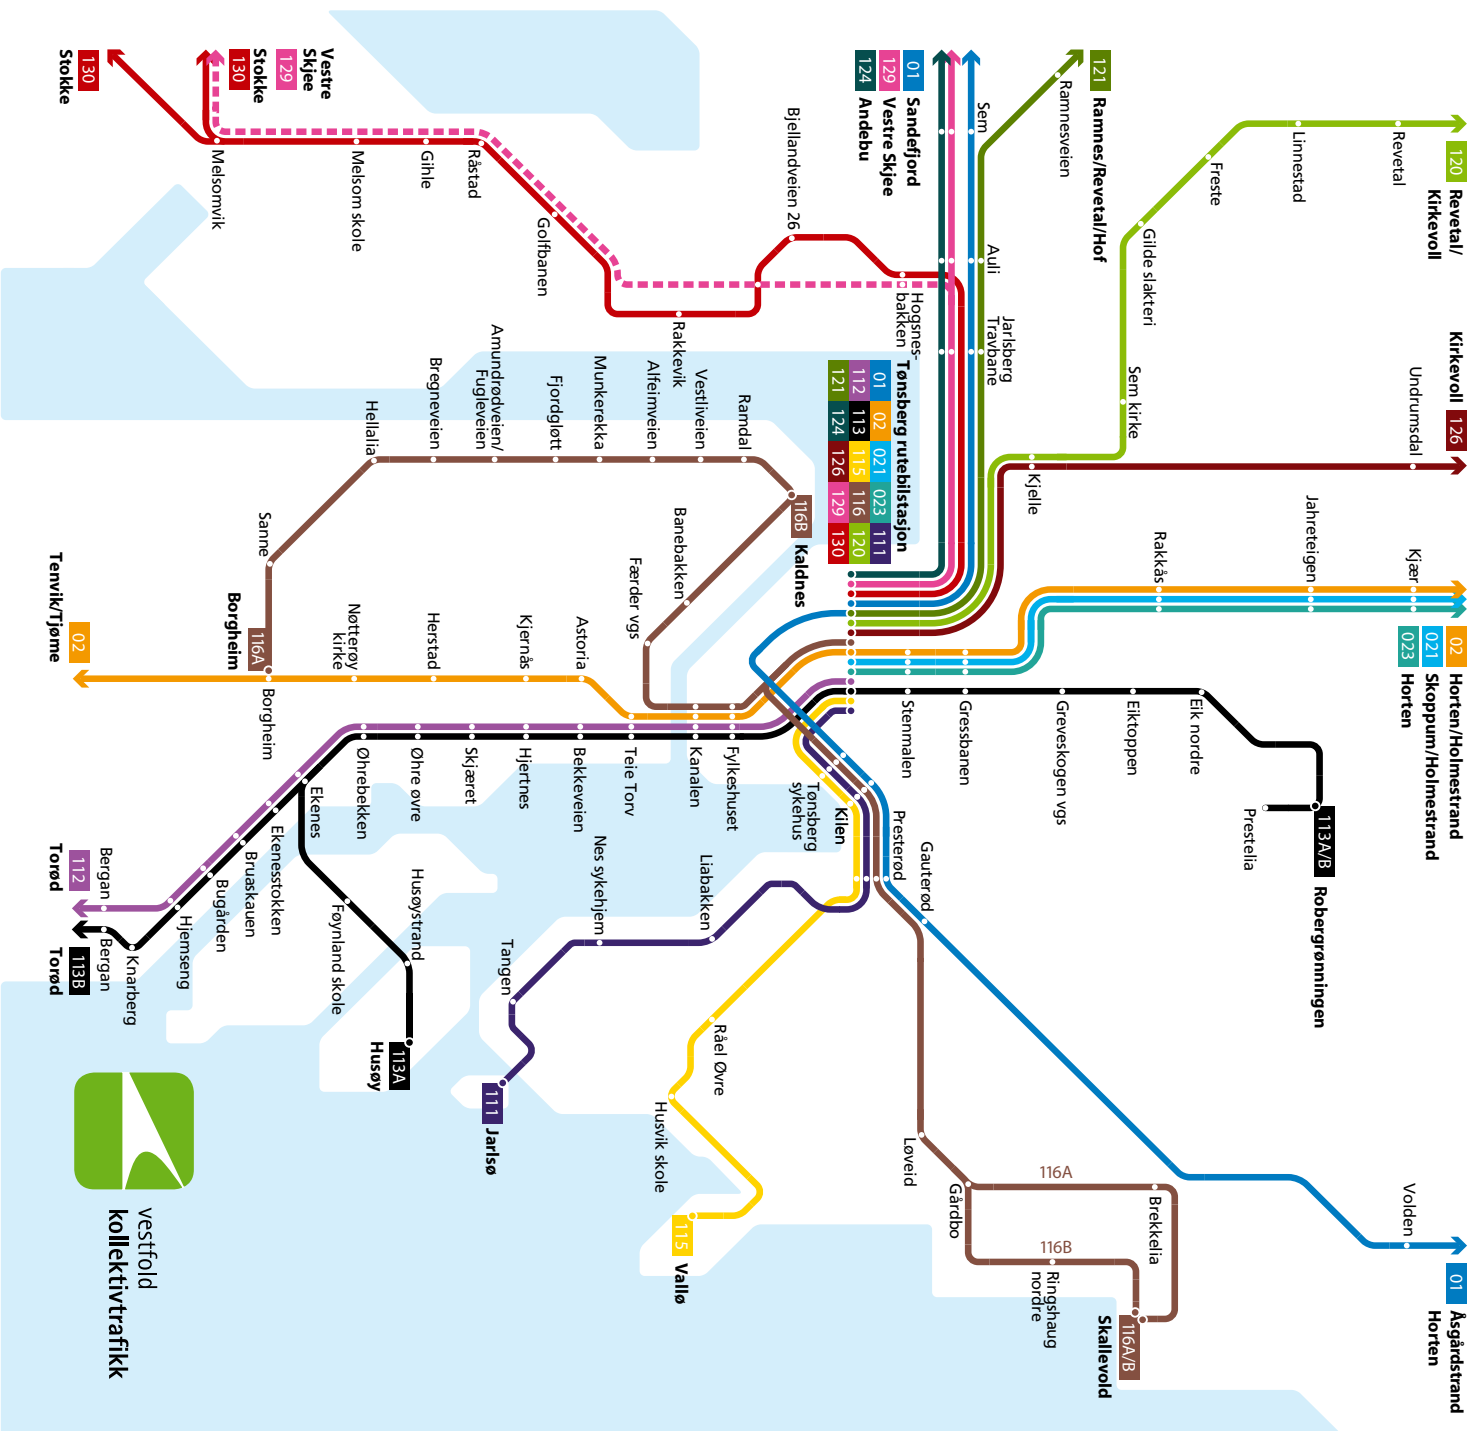 120
Revetal/
Kirkevoll
Revetal
Linnestad
Freste
Gilde slakteri
Sem kirke
Kirkevoll
126
Undrumsdal
Kjelle
121
Ramnes/Revetal/Hof
Ramnesveien
01
Sandefjord
129
Vestre Skjee
124
Andebu
Sem
Auli
Jarlsberg
Travbane
Hogsnes-
bakken
Bjellandveien 26
Rakkevik
Golfbanen
Råstad
Gihle
Melsom skole
Melsomvik
Vestre
Skjee
129
130
Stokke
130
Stokke
Kjær
Jahreteigen
Rakkås
02
Horten/Holmestrand
021
Skoppum/Holmestrand
023
Horten
Tønsberg rutebilstasjon
01
02
021
023
111
112
113
115
116
120
121
124
126
129
130
116B
Kaldnes
Ramdal
Vestliveien
Alfeimveien
Munkerekka
Fjordgløtt
Amundrødveien/
Fugleveien
Bregneveien
Hellalia
Sanne
Borgheim
116A
Banebakken
Færder vgs
Astoria
Kjernås
Herstad
Nøtterøy
kirke
Borgheim
02
Tenvik/Tjøme
Stenmalen
Gressbanen
Greveskogen vgs
Eiktoppen
Eik nordre
Prestelia
113A/B
Robergrønningen
Fylkeshuset
Kanalen
Teie Torv
Bekkeveien
Hjertnes
Skjæret
Øhre øvre
Øhrebekken
Ekenes
Ekenesstokken
Bruaskauen
Bugården
Hjemseng
Knarberg
Bergan
Bergan
112
Torød
113B
Torød
Føynland skole
Husøystrand
113A
Husøy
Tønsberg
sykehus
Kilen
Presterød
Gauterød
Liabakken
Nes sykehjem
Tangen
111
Jarlsø
Råel Øvre
Husvik skole
115
Vallø
Løveid
Gårdbo
116A
116B
Brekkelia
Ringshaug
nordre
116A/B
Skallevold
Volden
01
Åsgårdstrand
Horten
vestfold
kollektivtrafikk